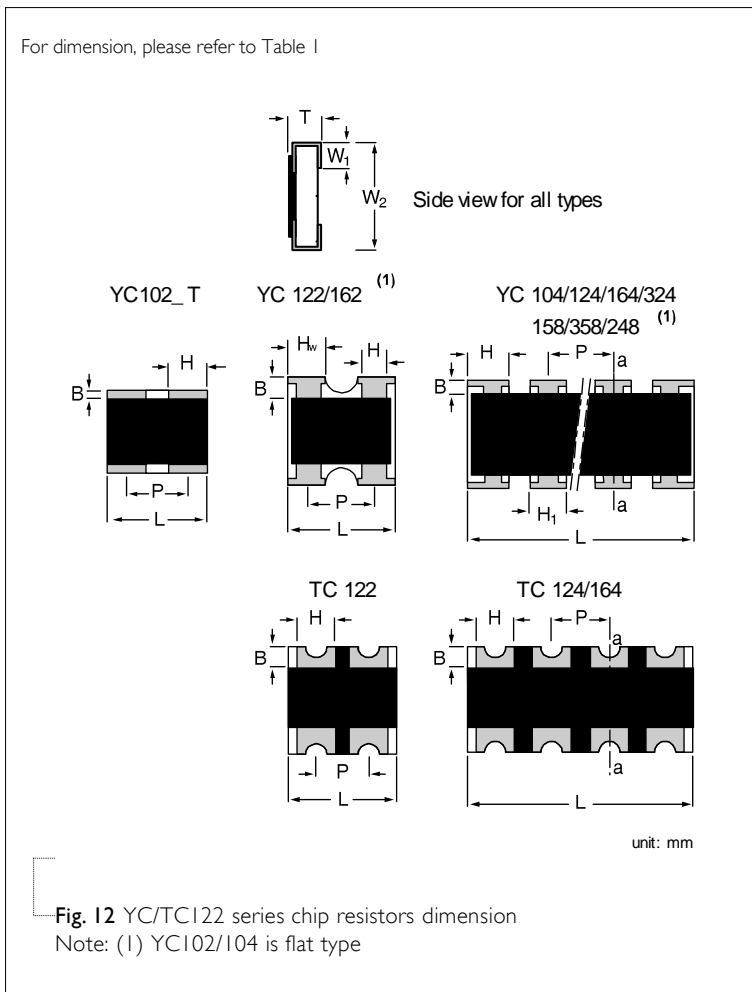 For dimension, please refer to Table 1
T
W1
W2
Side view for all types
YC102_ T
YC 122/162 (1)
YC 104/124/164/324
158/358/248 (1)
H
B
P
L
Hw
H
B
P
L
H
P
a
B
H1
a
L
TC 122
TC 124/164
H
B
P
L
H
P
a
B
a
L
unit: mm
Fig. 12 YC/TC122 series chip resistors dimension
Note: (1) YC102/104 is flat type